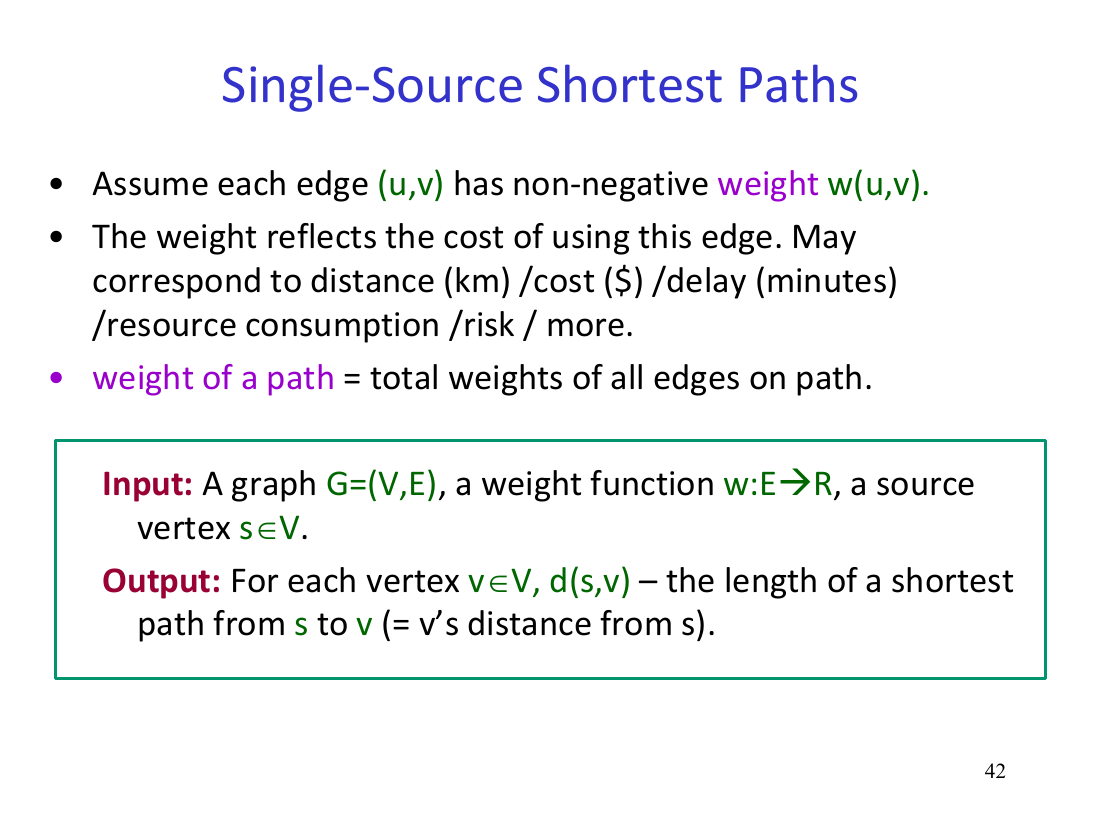 Single-Source Shortest Paths
• Assume each edge (u,v) has non-negative weight w(u,v).
• The weight reflects the cost of using this edge. May
correspond to distance (km) /cost ($) /delay (minutes)
/resource consumption /risk / more.
• weight of a path = total weights of all edges on path.
Input: A graph G=(V,E), a weight function w:E→R, a source
vertex s∈V.
Output: For each vertex v∈V, d(s,v) – the length of a shortest
path from s to v (= v’s distance from s).
42